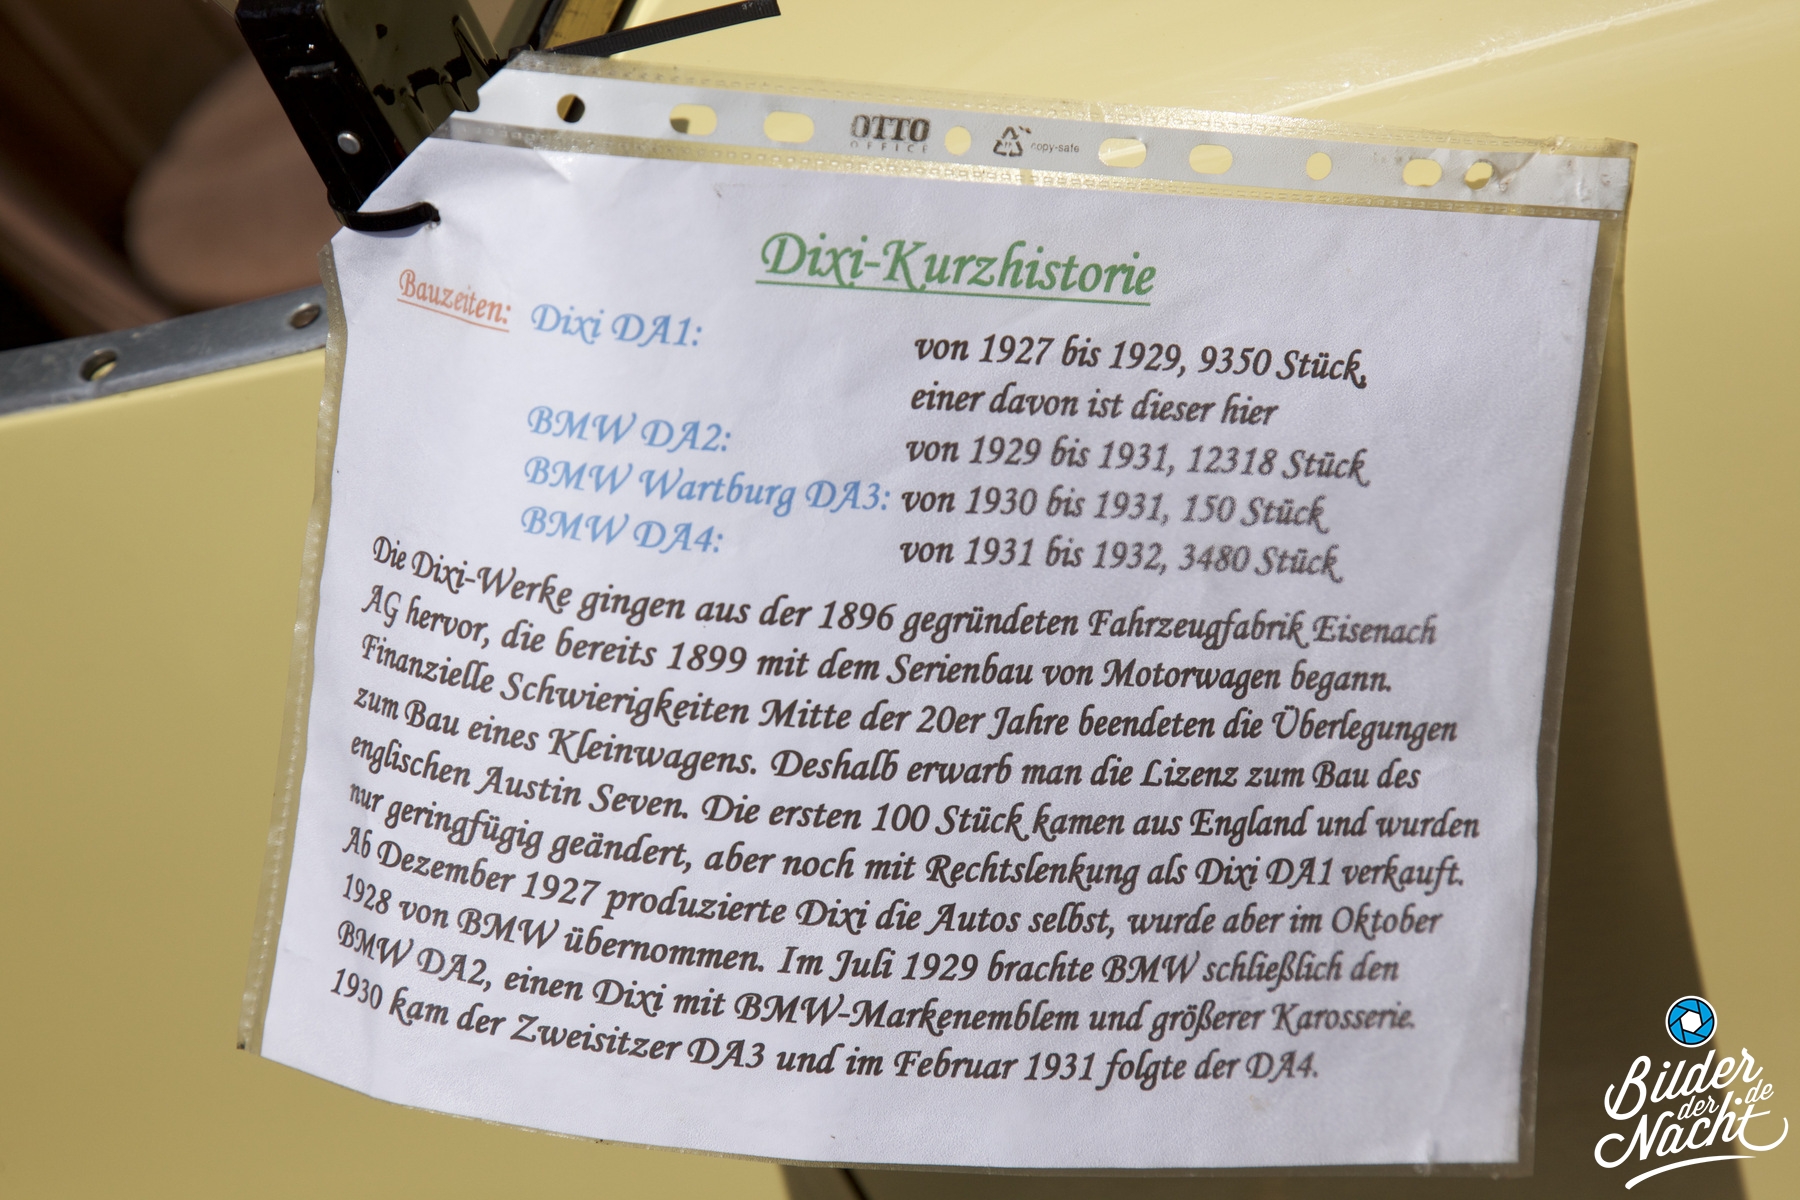 OTTO
OFFICE
copy-safe
Dixi-Kurzhistorie
Bauzeiten: Dixi DA1: von 1927 bis 1929, 9350 Stück,
einer davon ist dieser hier
BMW DA2: von 1929 bis 1931, 12318 Stück
BMW Wartburg DA3: von 1930 bis 1931, 150 Stück
BMW DA4: von 1931 bis 1932, 3480 Stück
Die Dixi-Werke gingen aus der 1896 gegründeten Fahrzeugfabrik Eisenach
AG hervor, die bereits 1899 mit dem Serienbau von Motorwagen begann.
Finanzielle Schwierigkeiten Mitte der 20er Jahre beendeten die Überlegungen
zum Bau eines Kleinwagens. Deshalb erwarb man die Lizenz zum Bau des
englischen Austin Seven. Die ersten 100 Stück kamen aus England und wurden
nur geringfügig geändert, aber noch mit Rechtslenkung als Dixi DA1 verkauft.
Ab Dezember 1927 produzierte Dixi die Autos selbst, wurde aber im Oktober
1928 von BMW übernommen. Im Juli 1929 brachte BMW schließlich den
BMW DA2, einen Dixi mit BMW-Markenemblem und größerer Karosserie.
1930 kam der Zweisitzer DA3 und im Februar 1931 folgte der DA4.
Bilder
der
Nacht
.de